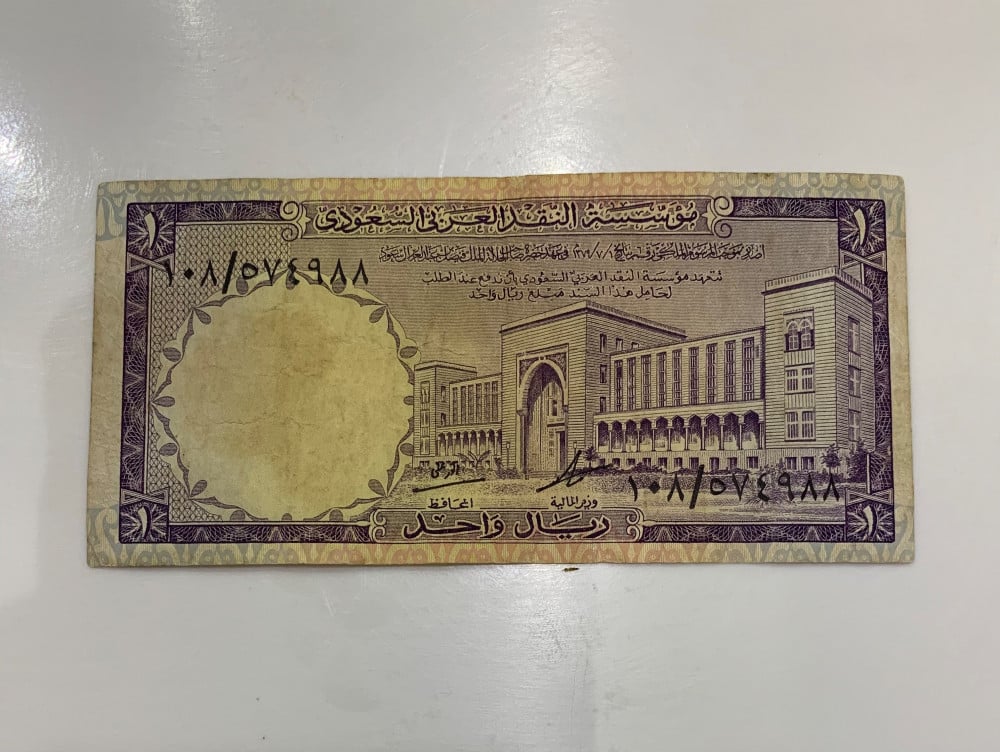 مؤسسة النقد العربي السعودي
١
١
١٠٨/٥٧٤٩٨٨
تتعهد مؤسسة النقد العربي السعودي بأن تدفع عند الطلب
لحامل هذا السند مبلغ ريال واحد
١٠٨/٥٧٤٩٨٨
وزير المالية
المحافظ
ريال واحد
١
١